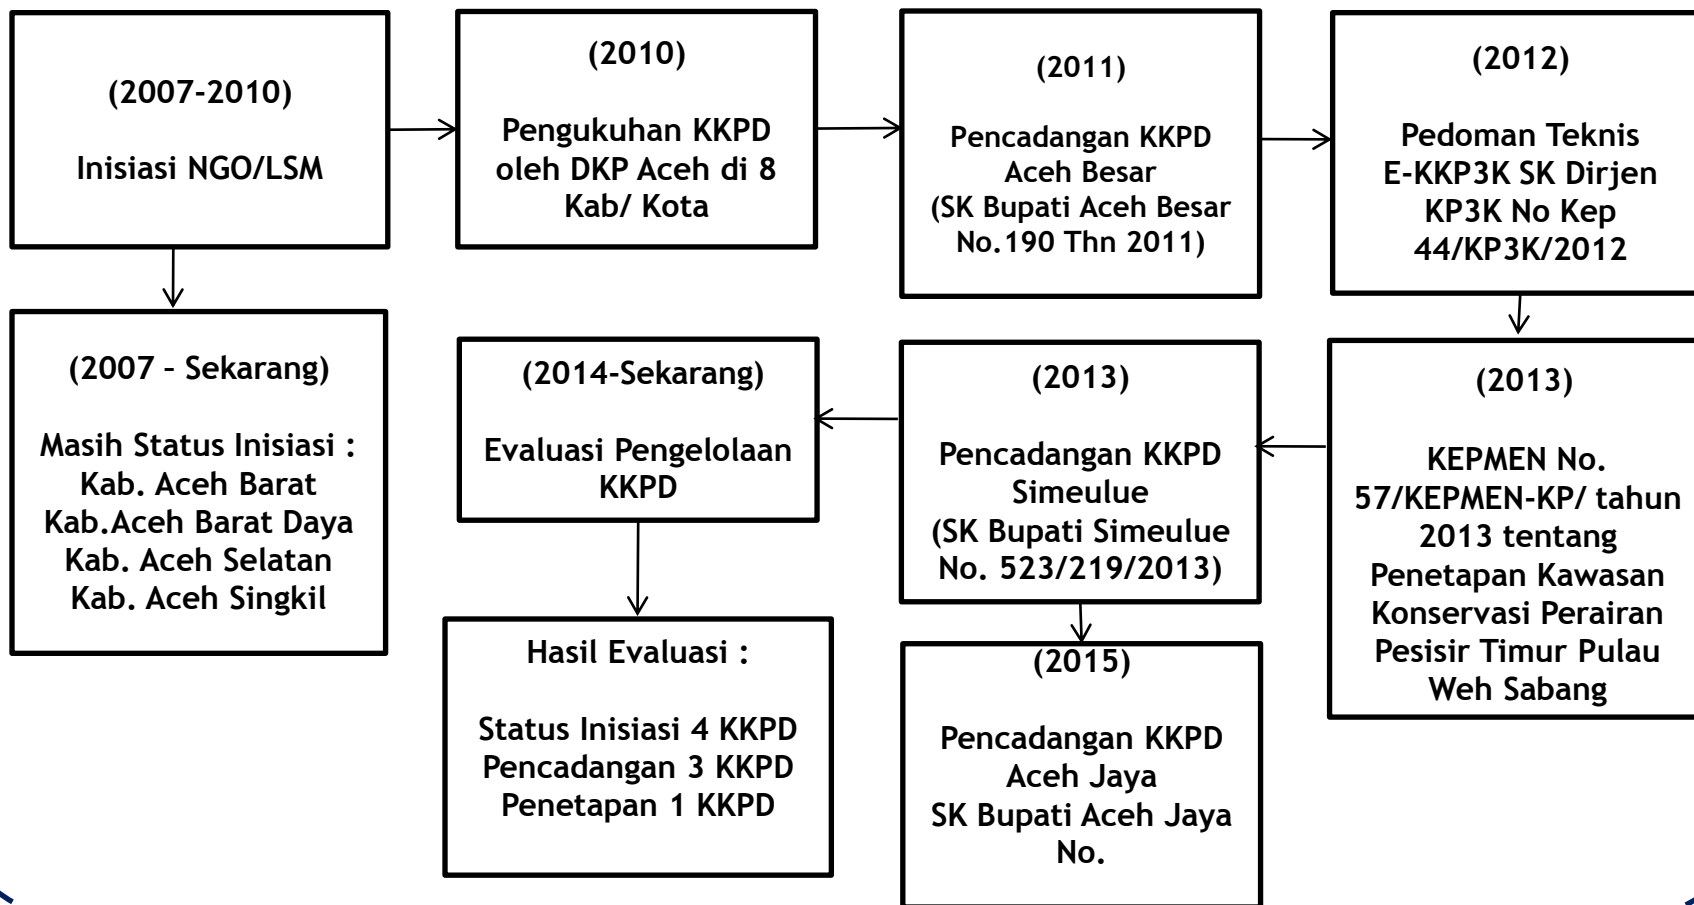 (2007-2010)
Inisiasi NGO/LSM
(2010)
Pengukuhan KKPD
oleh DKP Aceh di 8
Kab/ Kota
(2011)
Pencadangan KKPD
Aceh Besar
(SK Bupati Aceh Besar
No.190 Thn 2011)
(2012)
Pedoman Teknis
E-KKP3K SK Dirjen
KP3K No Kep
44/KP3K/2012
(2007 – Sekarang)
Masih Status Inisiasi :
Kab. Aceh Barat
Kab.Aceh Barat Daya
Kab. Aceh Selatan
Kab. Aceh Singkil
(2014-Sekarang)
Evaluasi Pengelolaan
KKPD
(2013)
Pencadangan KKPD
Simeulue
(SK Bupati Simeulue
No. 523/219/2013)
(2013)
KEPMEN No.
57/KEPMEN-KP/ tahun
2013 tentang
Penetapan Kawasan
Konservasi Perairan
Pesisir Timur Pulau
Weh Sabang
Hasil Evaluasi :
Status Inisiasi 4 KKPD
Pencadangan 3 KKPD
Penetapan 1 KKPD
(2015)
Pencadangan KKPD
Aceh Jaya
SK Bupati Aceh Jaya
No.